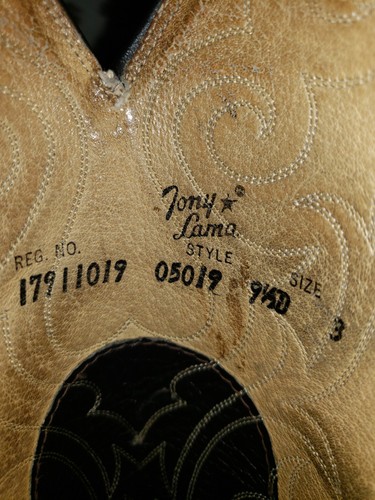 Tony ★®
Lama
REG. NO. STYLE SIZE
17911019 05019 9½D 3